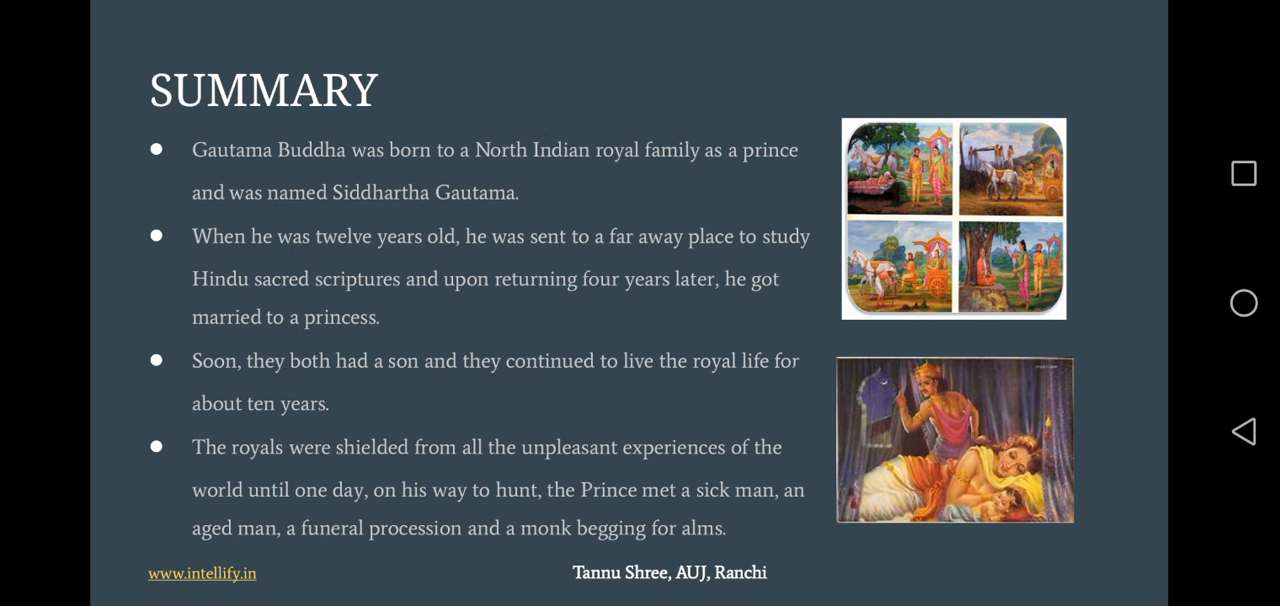 SUMMARY
Gautama Buddha was born to a North Indian royal family as a prince
and was named Siddhartha Gautama.
When he was twelve years old, he was sent to a far away place to study
Hindu sacred scriptures and upon returning four years later, he got
married to a princess.
Soon, they both had a son and they continued to live the royal life for
about ten years.
The royals were shielded from all the unpleasant experiences of the
world until one day, on his way to hunt, the Prince met a sick man, an
aged man, a funeral procession and a monk begging for alms.
www.intellify.in
Tannu Shree, AUJ, Ranchi